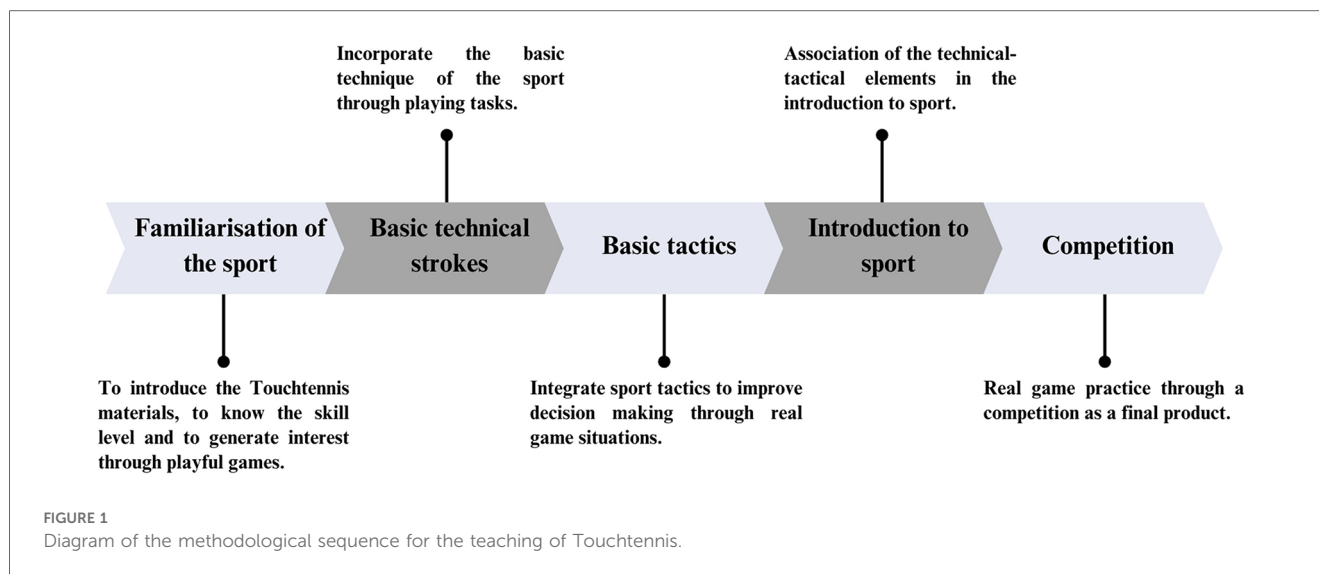 Incorporate the basic
technique of the sport
through playing tasks.
Association of the technical-
tactical elements in the
introduction to sport.
Familiarisation of
the sport
Basic technical
strokes
Basic tactics
Introduction to
sport
Competition
To introduce the Touchtennis
materials, to know the skill
level and to generate interest
through playful games.
Integrate sport tactics to improve
decision making through real
game situations.
Real game practice through a
competition as a final product.
FIGURE 1
Diagram of the methodological sequence for the teaching of Touchtennis.